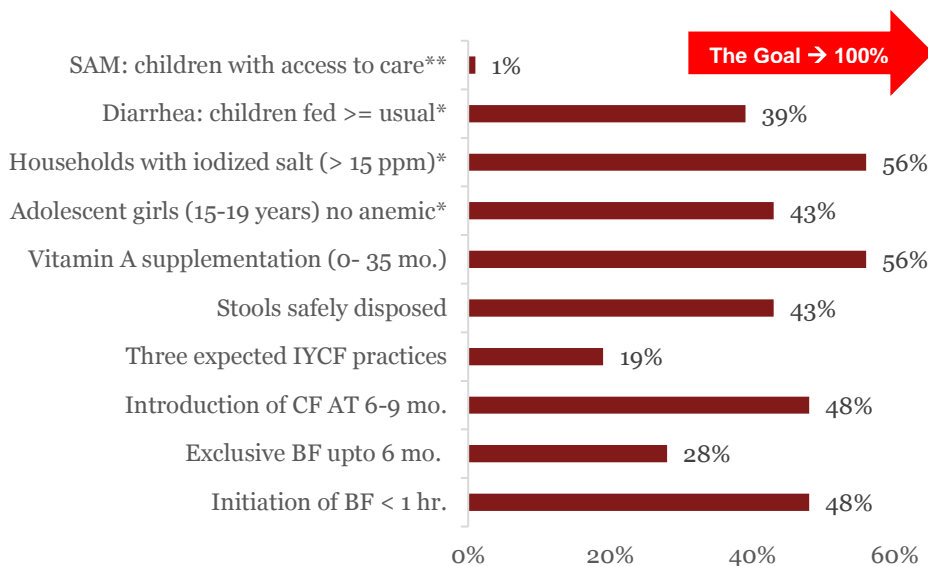 The Goal → 100%
SAM: children with access to care** 1%
Diarrhea: children fed >= usual* 39%
Households with iodized salt (> 15 ppm)* 56%
Adolescent girls (15-19 years) no anemic* 43%
Vitamin A supplementation (0- 35 mo.) 56%
Stools safely disposed 43%
Three expected IYCF practices 19%
Introduction of CF AT 6-9 mo. 48%
Exclusive BF upto 6 mo. 28%
Initiation of BF < 1 hr. 48%
0% 20% 40% 60%